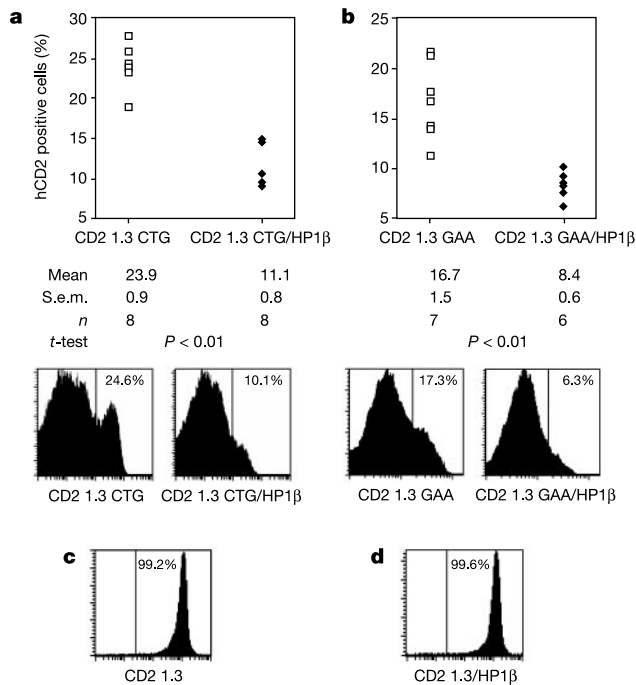 a
b
hCD2 positive cells (%)
30
25
20
15
10
5
CD2 1.3 CTG CD2 1.3 CTG/HP1β
25
20
15
10
5
CD2 1.3 GAA CD2 1.3 GAA/HP1β
Mean 23.9 11.1 16.7 8.4
S.e.m. 0.9 0.8 1.5 0.6
n 8 8 7 6
t-test P < 0.01 P < 0.01
24.6%
10.1%
17.3%
6.3%
CD2 1.3 CTG CD2 1.3 CTG/HP1β CD2 1.3 GAA CD2 1.3 GAA/HP1β
c
99.2%
CD2 1.3
d
99.6%
CD2 1.3/HP1β